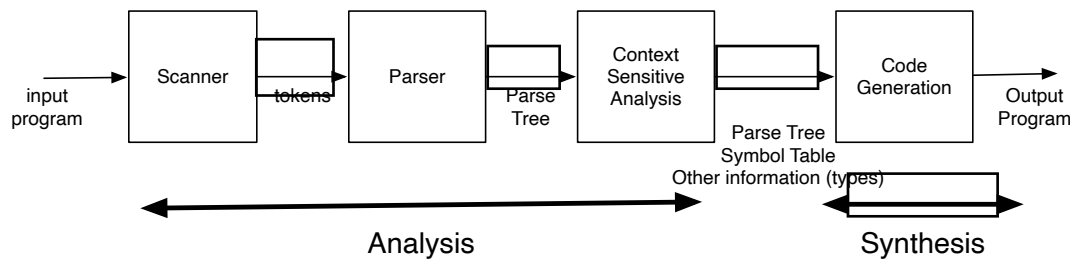 Scanner
Parser
Context
Sensitive
Analysis
Code
Generation
input
program
tokens
Parse
Tree
Parse Tree
Symbol Table
Other information (types)
Output
Program
Analysis
Synthesis